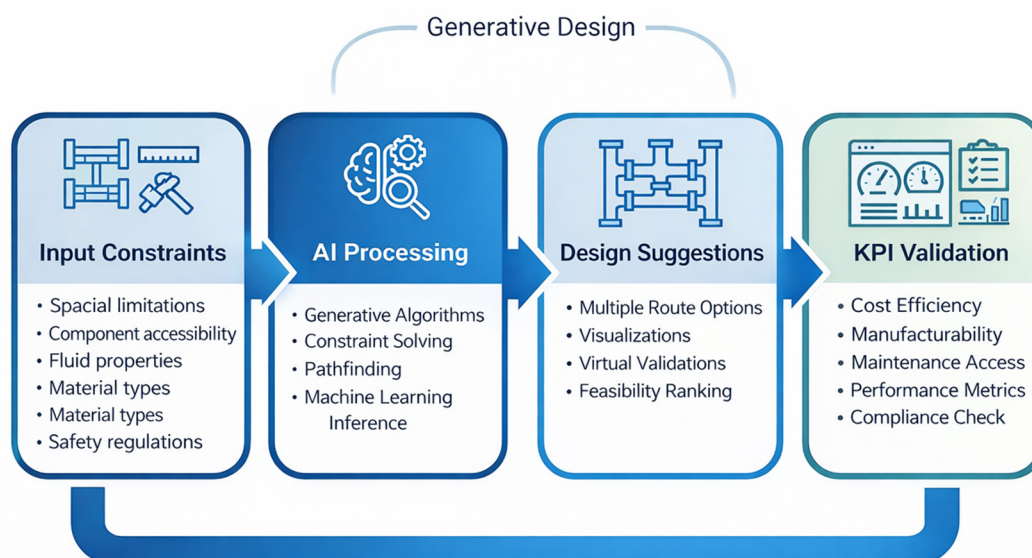 Generative Design
Input Constraints
• Spacial limitations
• Component accessibility
• Fluid properties
• Material types
• Material types
• Safety regulations
AI Processing
• Generative Algorithms
• Constraint Solving
• Pathfinding
• Machine Learning
Inference
Design Suggestions
• Multiple Route Options
• Visualizations
• Virtual Validations
• Feasibility Ranking
KPI Validation
• Cost Efficiency
• Manufacturability
• Maintenance Access
• Performance Metrics
• Compliance Check